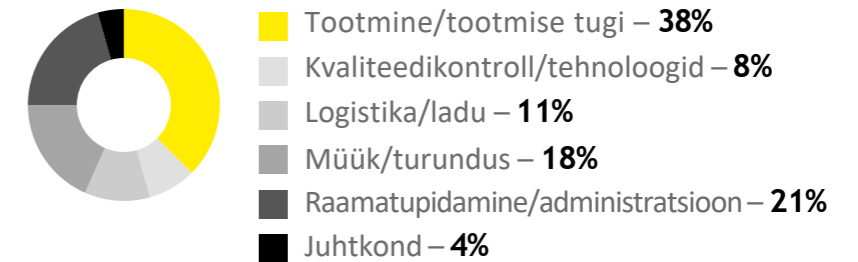 Tootmine/tootmise tugi – 38%
Kvaliteedikontroll/tehnoloogid – 8%
Logistika/ladu – 11%
Müük/turundus – 18%
Raamatupidamine/administratsioon – 21%
Juhtkond – 4%